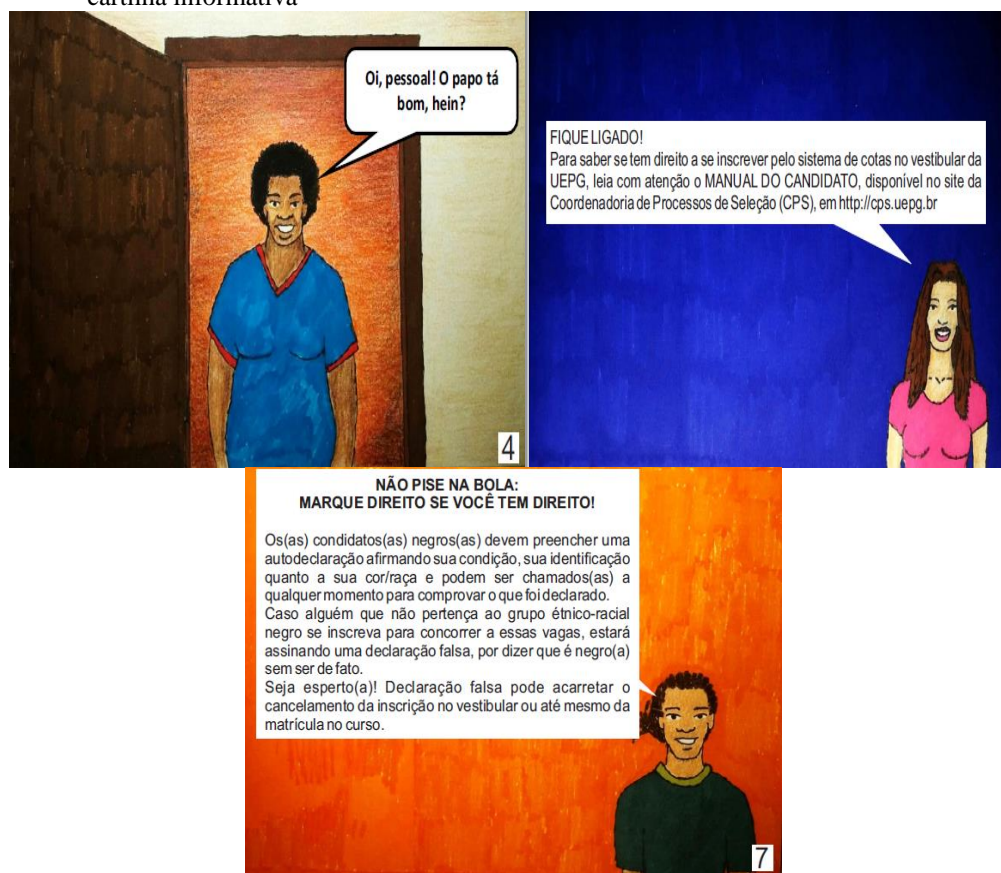 cartilha informativa
Oi, pessoal! O papo tá
bom, hein?
4
FIQUE LIGADO!
Para saber se tem direito a se inscrever pelo sistema de cotas no vestibular da
UEPG, leia com atenção o MANUAL DO CANDIDATO, disponível no site da
Coordenadoria de Processos de Seleção (CPS), em http://cps.uepg.br
NÃO PISE NA BOLA:
MARQUE DIREITO SE VOCÊ TEM DIREITO!
Os(as) condidatos(as) negros(as) devem preencher uma
autodeclaração afirmando sua condição, sua identificação
quanto a sua cor/raça e podem ser chamados(as) a
qualquer momento para comprovar o que foi declarado.
Caso alguém que não pertença ao grupo étnico-racial
negro se inscreva para concorrer a essas vagas, estará
assinando uma declaração falsa, por dizer que é negro(a)
sem ser de fato.
Seja esperto(a)! Declaração falsa pode acarretar o
cancelamento da inscrição no vestibular ou até mesmo da
matrícula no curso.
7